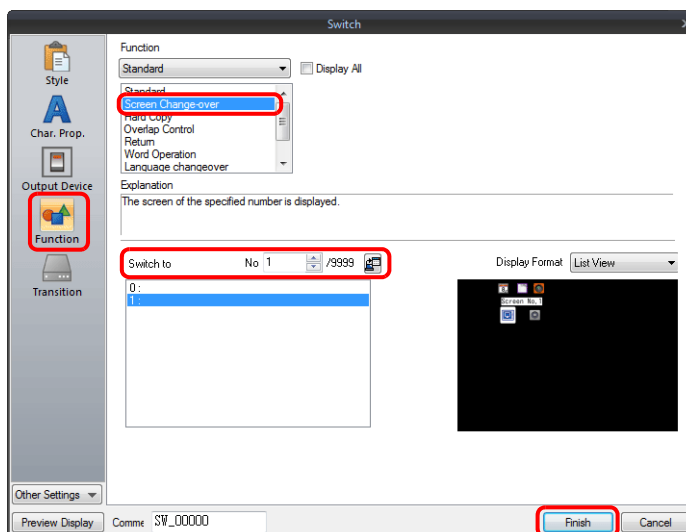 Switch
Style
Char. Prop.
Output Device
Function
Transition
Other Settings
Preview Display
Function
Standard
Display All
Standard
Screen Change-over
Hard Copy
Overlap Control
Return
Word Operation
Language changeover
Explanation
The screen of the specified number is displayed.
Switch to No 1 /9999
Display Format List View
0 :
1 :
Screen No.1
Comme SW_00000
Finish
Cancel